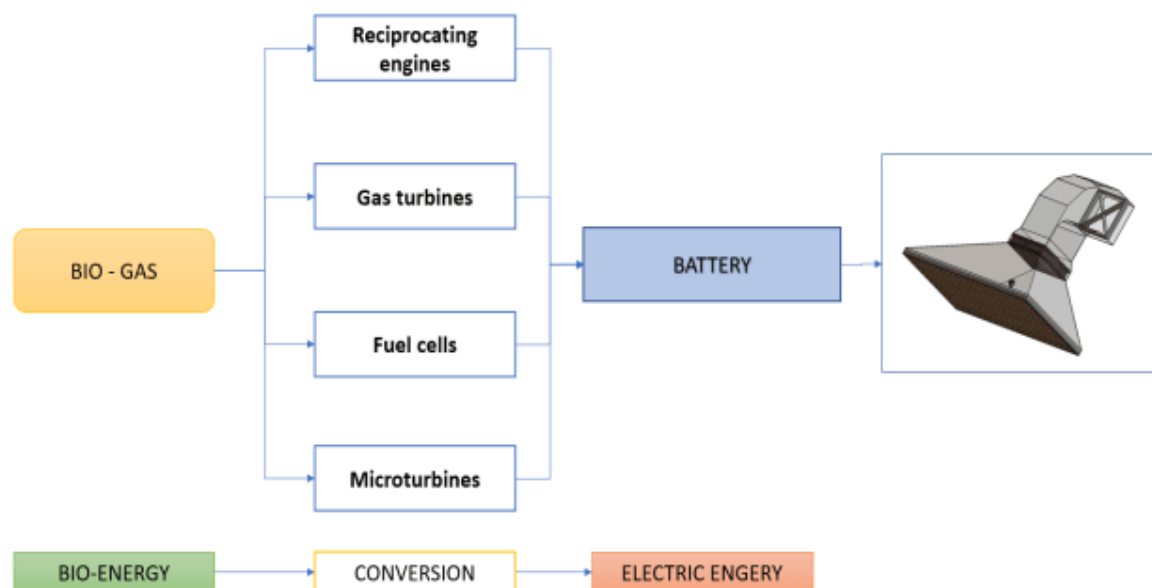 Reciprocating
engines
Gas turbines
BIO - GAS
BATTERY
Fuel cells
Microturbines
BIO-ENERGY
CONVERSION
ELECTRIC ENGERY